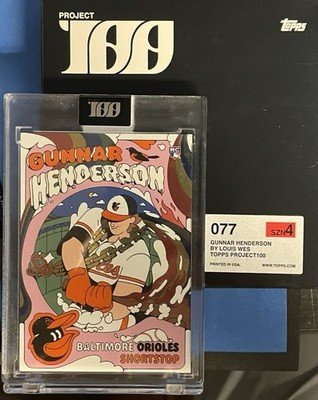 PROJECT
100
Topps
100
GUNNAR
HENDERSON
BALTIMORE ORIOLES
SHORTSTOP
077
SZN4
GUNNAR HENDERSON
BY LOUIS WES
TOPPS PROJECT100
PRINTED IN USA.
WWW.TOPPS.COM